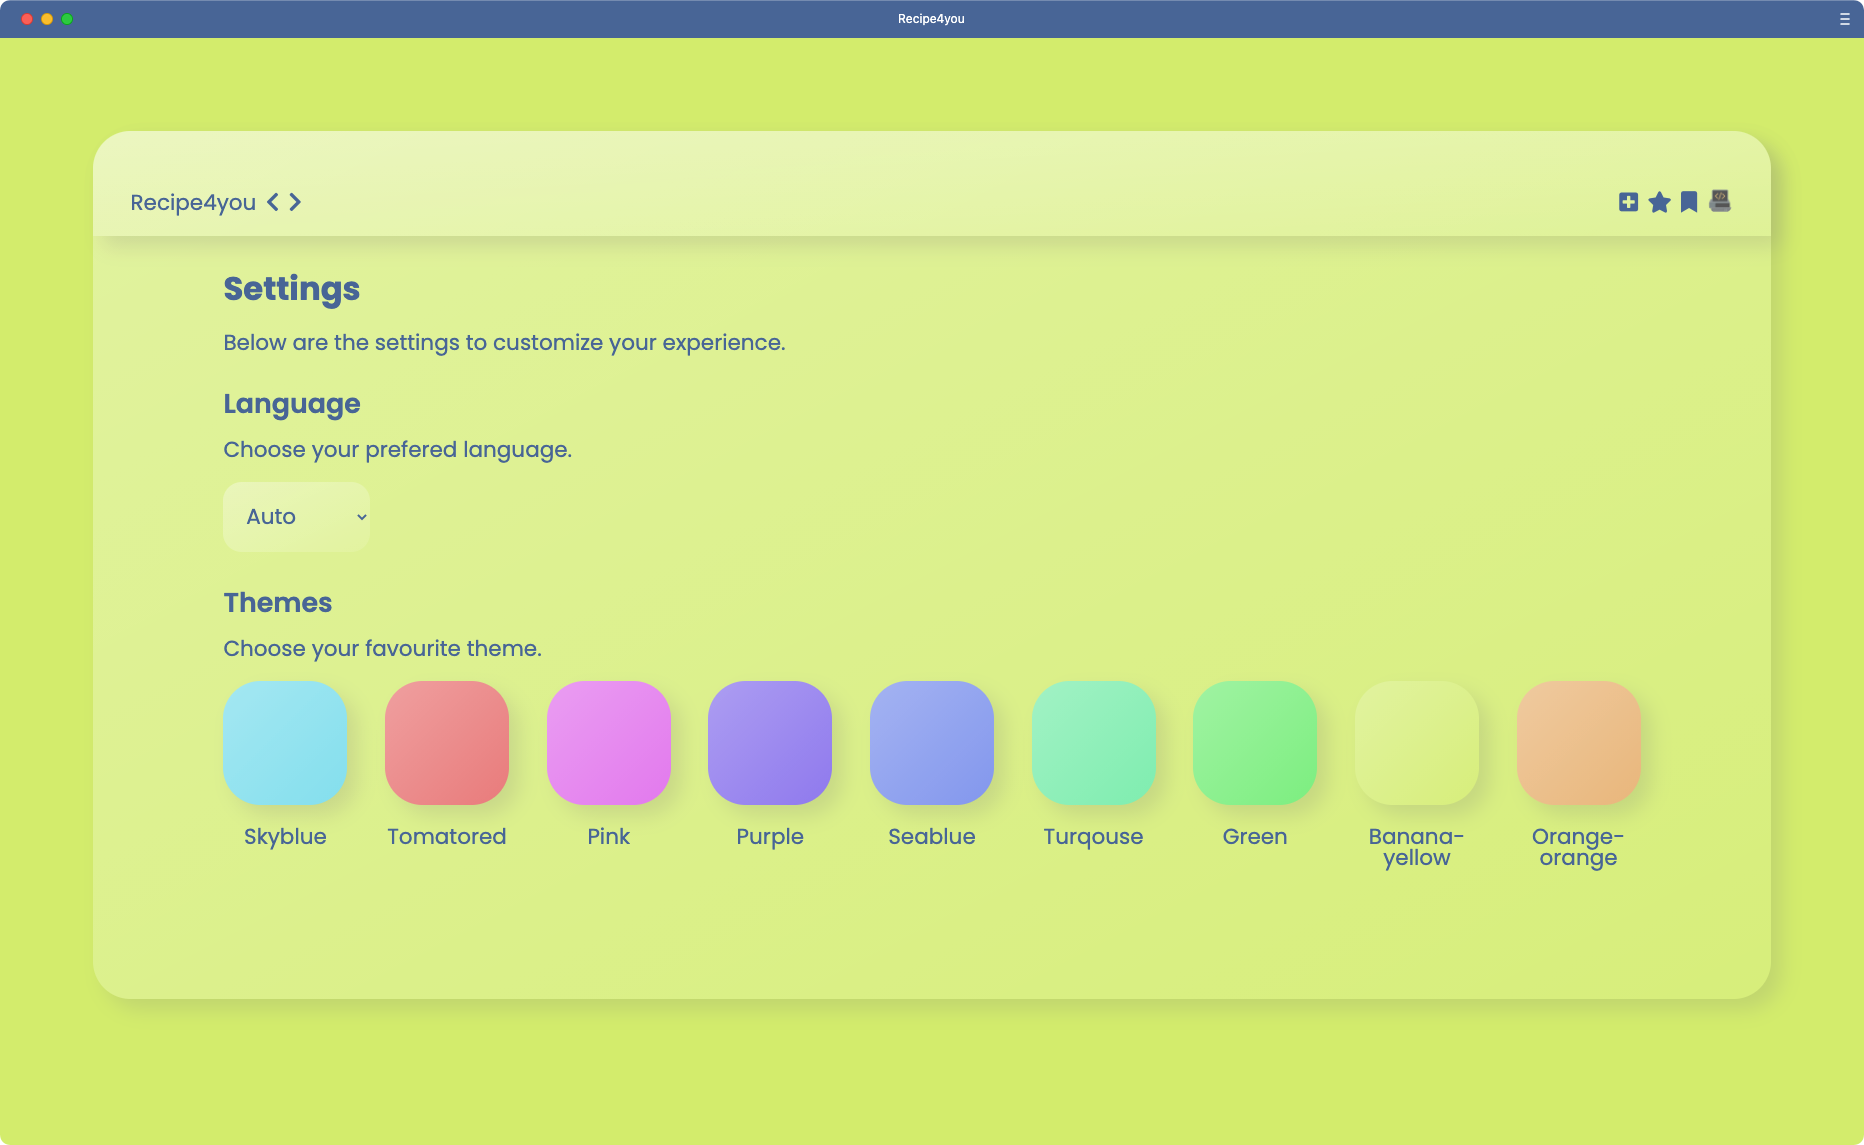 Recipe4you
Recipe4you
Settings
Below are the settings to customize your experience.
Language
Choose your prefered language.
Auto
Themes
Choose your favourite theme.
Skyblue
Tomatored
Pink
Purple
Seablue
Turqouse
Green
Banana-
yellow
Orange-
orange